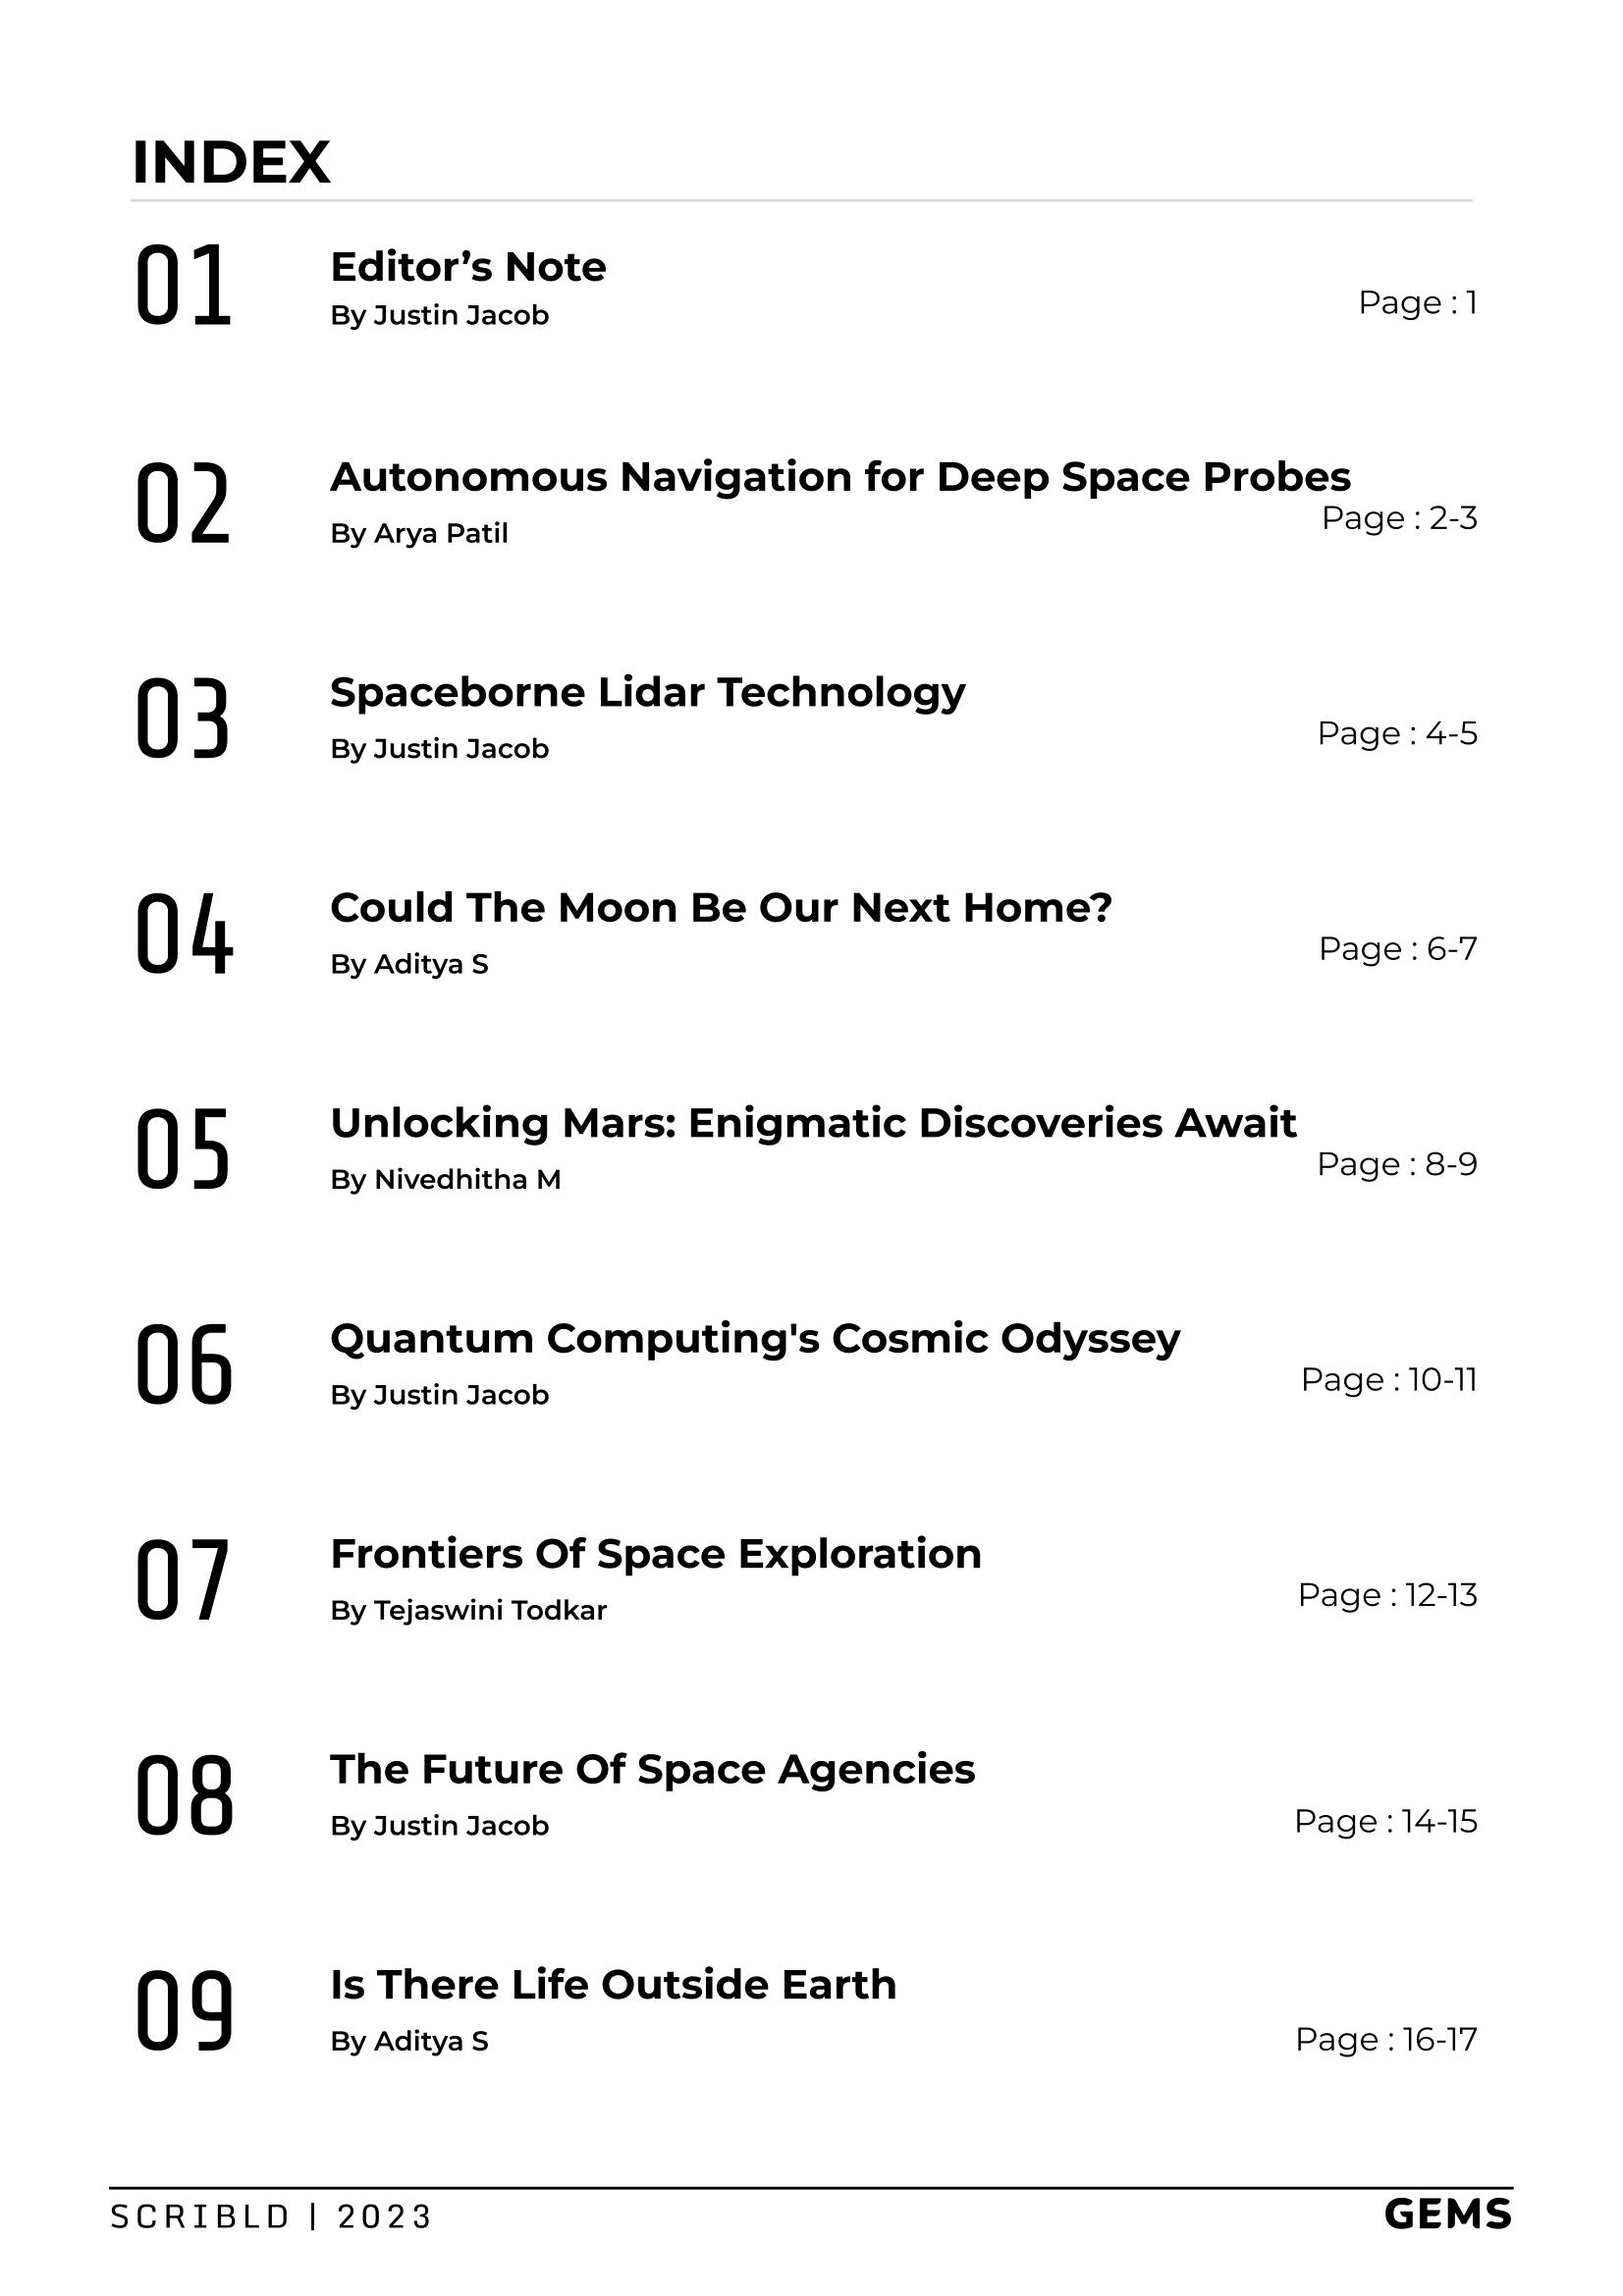 INDEX
01
Editor’s Note
By Justin Jacob
Page : 1
02
Autonomous Navigation for Deep Space Probes
By Arya Patil
Page : 2-3
03
Spaceborne Lidar Technology
By Justin Jacob
Page : 4-5
04
Could The Moon Be Our Next Home?
By Aditya S
Page : 6-7
05
Unlocking Mars: Enigmatic Discoveries Await
By Nivedhitha M
Page : 8-9
06
Quantum Computing's Cosmic Odyssey
By Justin Jacob
Page : 10-11
07
Frontiers Of Space Exploration
By Tejaswini Todkar
Page : 12-13
08
The Future Of Space Agencies
By Justin Jacob
Page : 14-15
09
Is There Life Outside Earth
By Aditya S
Page : 16-17
SCRIBLD | 2023
GEMS